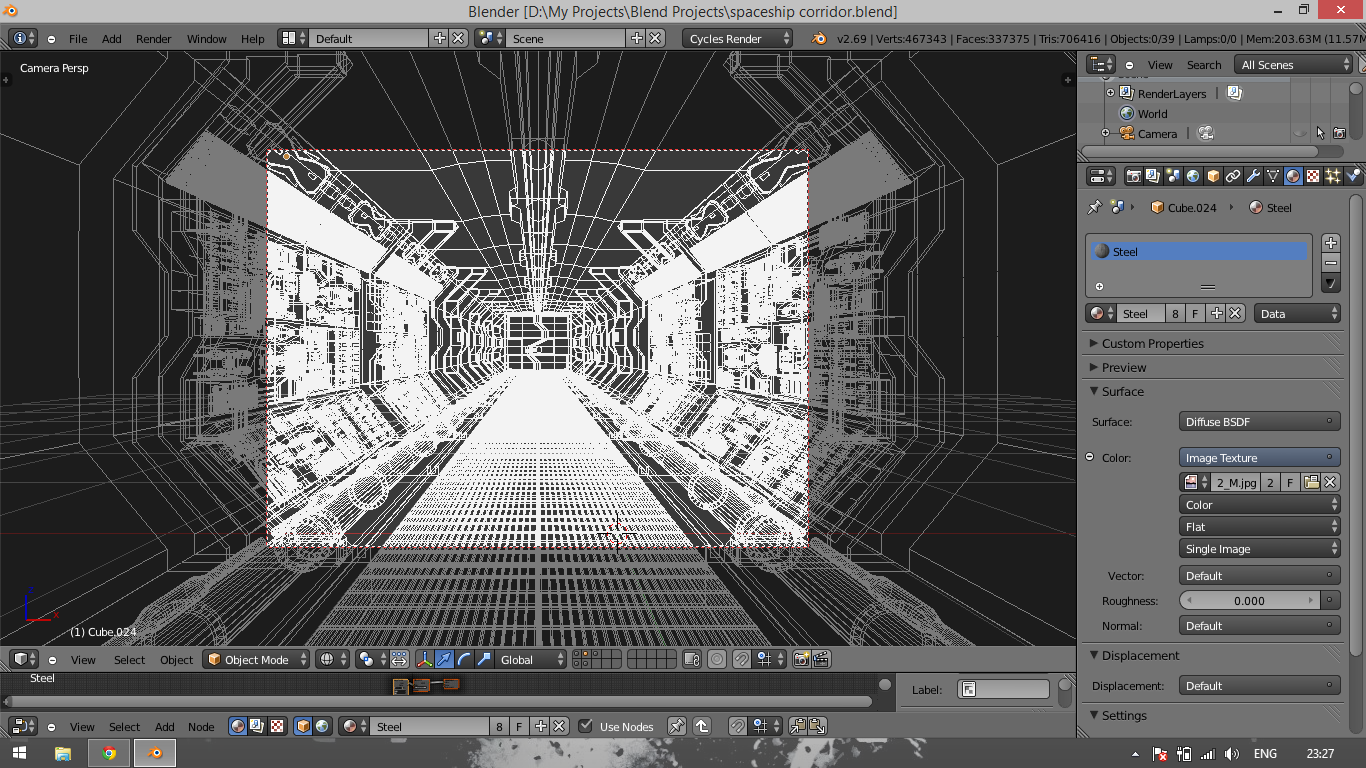 Blender [D:\My Projects\Blend Projects\spaceship corridor.blend]
File Add Render Window Help Default Scene Cycles Render v2.69 | Verts:467343 | Faces:337375 | Tris:706416 | Objects:0/39 | Lamps:0/0 | Mem:203.63M (11.57M
Camera Persp
View Search All Scenes
RenderLayers
World
Camera
Cube.024 Steel
Steel
Steel 8 F Data
Custom Properties
Preview
Surface
Surface: Diffuse BSDF
Color: Image Texture
2_M.jpg 2 F
Color
Flat
Single Image
Vector: Default
Roughness: 0.000
Normal: Default
Displacement
Displacement: Default
Settings
(1) Cube.024
View Select Object Object Mode Global
Steel
Label:
View Select Add Node Steel 8 F Use Nodes
ENG 23:27